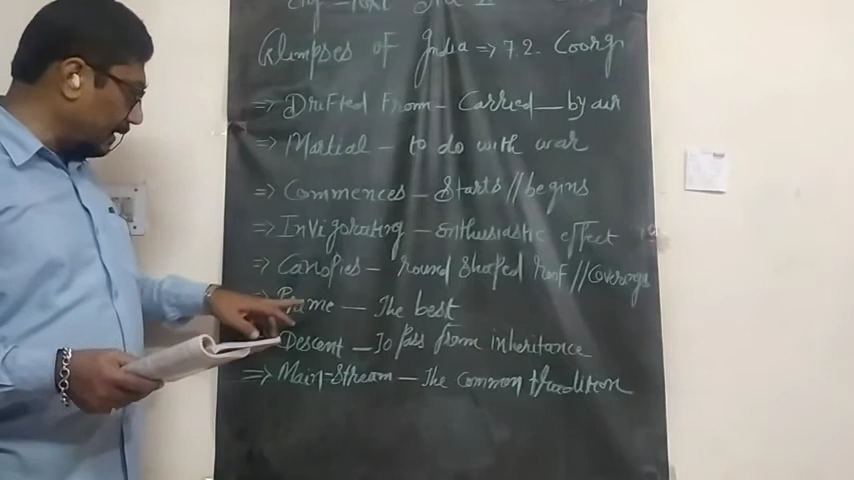 Glimpses of India => 7.2. Coorg
=> Drifted From - Carried - by air
=> Martial - to do with war
=> Commences - Starts // begins
=> Invigorating - enthusiastic effect
=> Canopies - round shaped roof // Coverings
=> Prime - The best
Descent - To pass from inheritance
=> Main-Stream - The common tradition